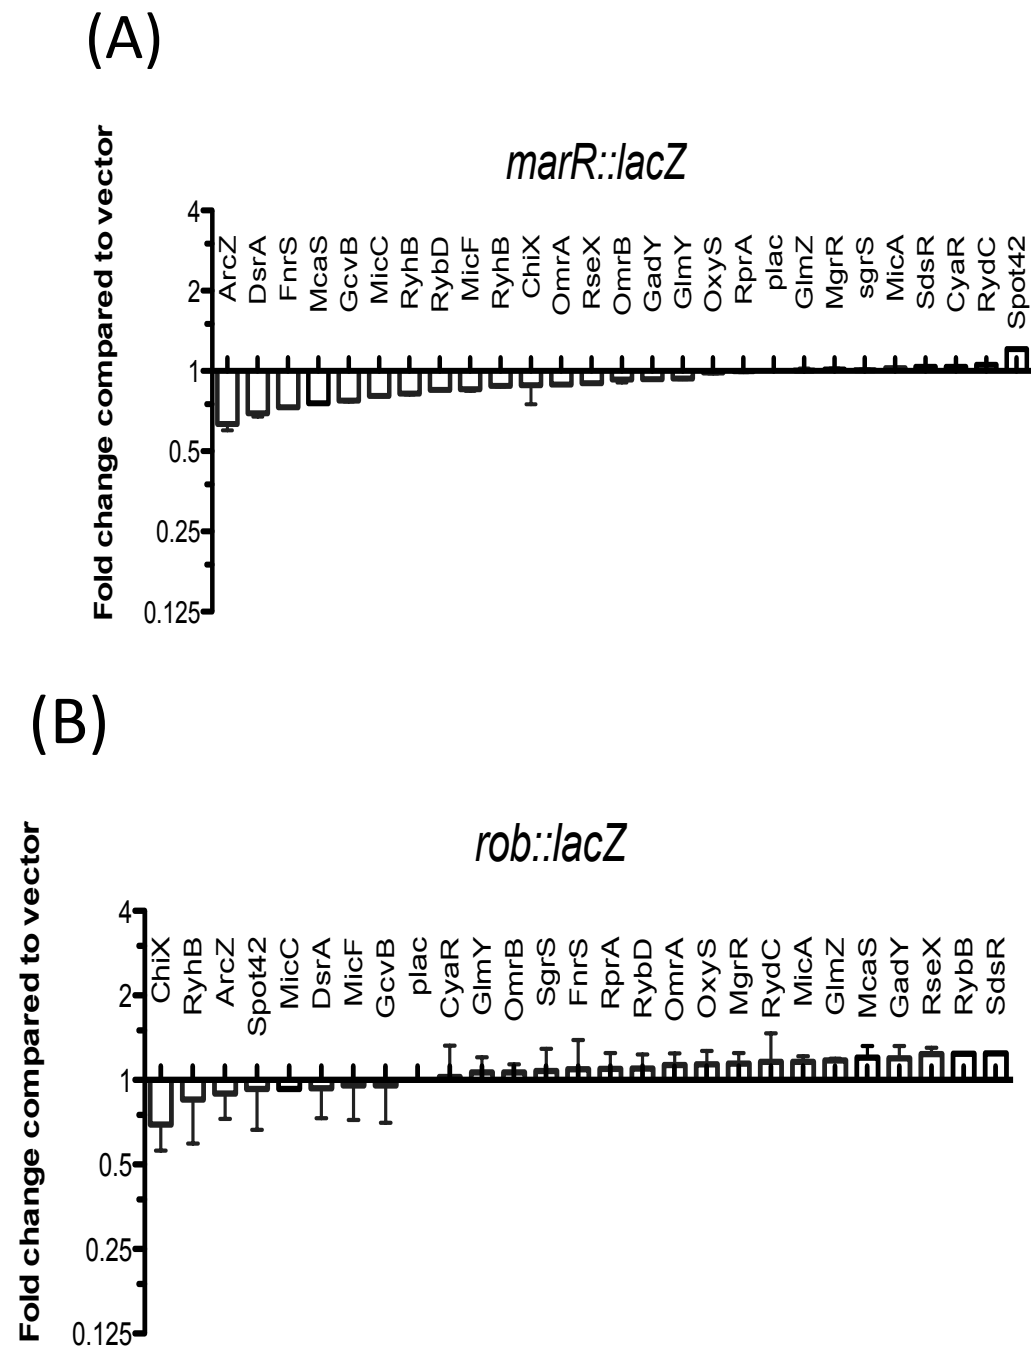 (A)
marR::lacZ
Fold change compared to vector
4
2
1
0.5
0.25
0.125
ArcZ
DsrA
FnrS
McaS
GcvB
MicC
RyhB
RybD
MicF
RyhB
ChiX
OmrA
RseX
OmrB
GadY
GlmY
OxyS
RprA
plac
GlmZ
MgrR
sgrS
MicA
SdsR
CyaR
RydC
Spot42
(B)
rob::lacZ
Fold change compared to vector
4
2
1
0.5
0.25
0.125
ChiX
RyhB
ArcZ
Spot42
MicC
DsrA
MicF
GcvB
plac
CyaR
GlmY
OmrB
SgrS
FnrS
RprA
RybD
OmrA
OxyS
MgrR
RydC
MicA
GlmZ
McaS
GadY
RseX
RybB
SdsR